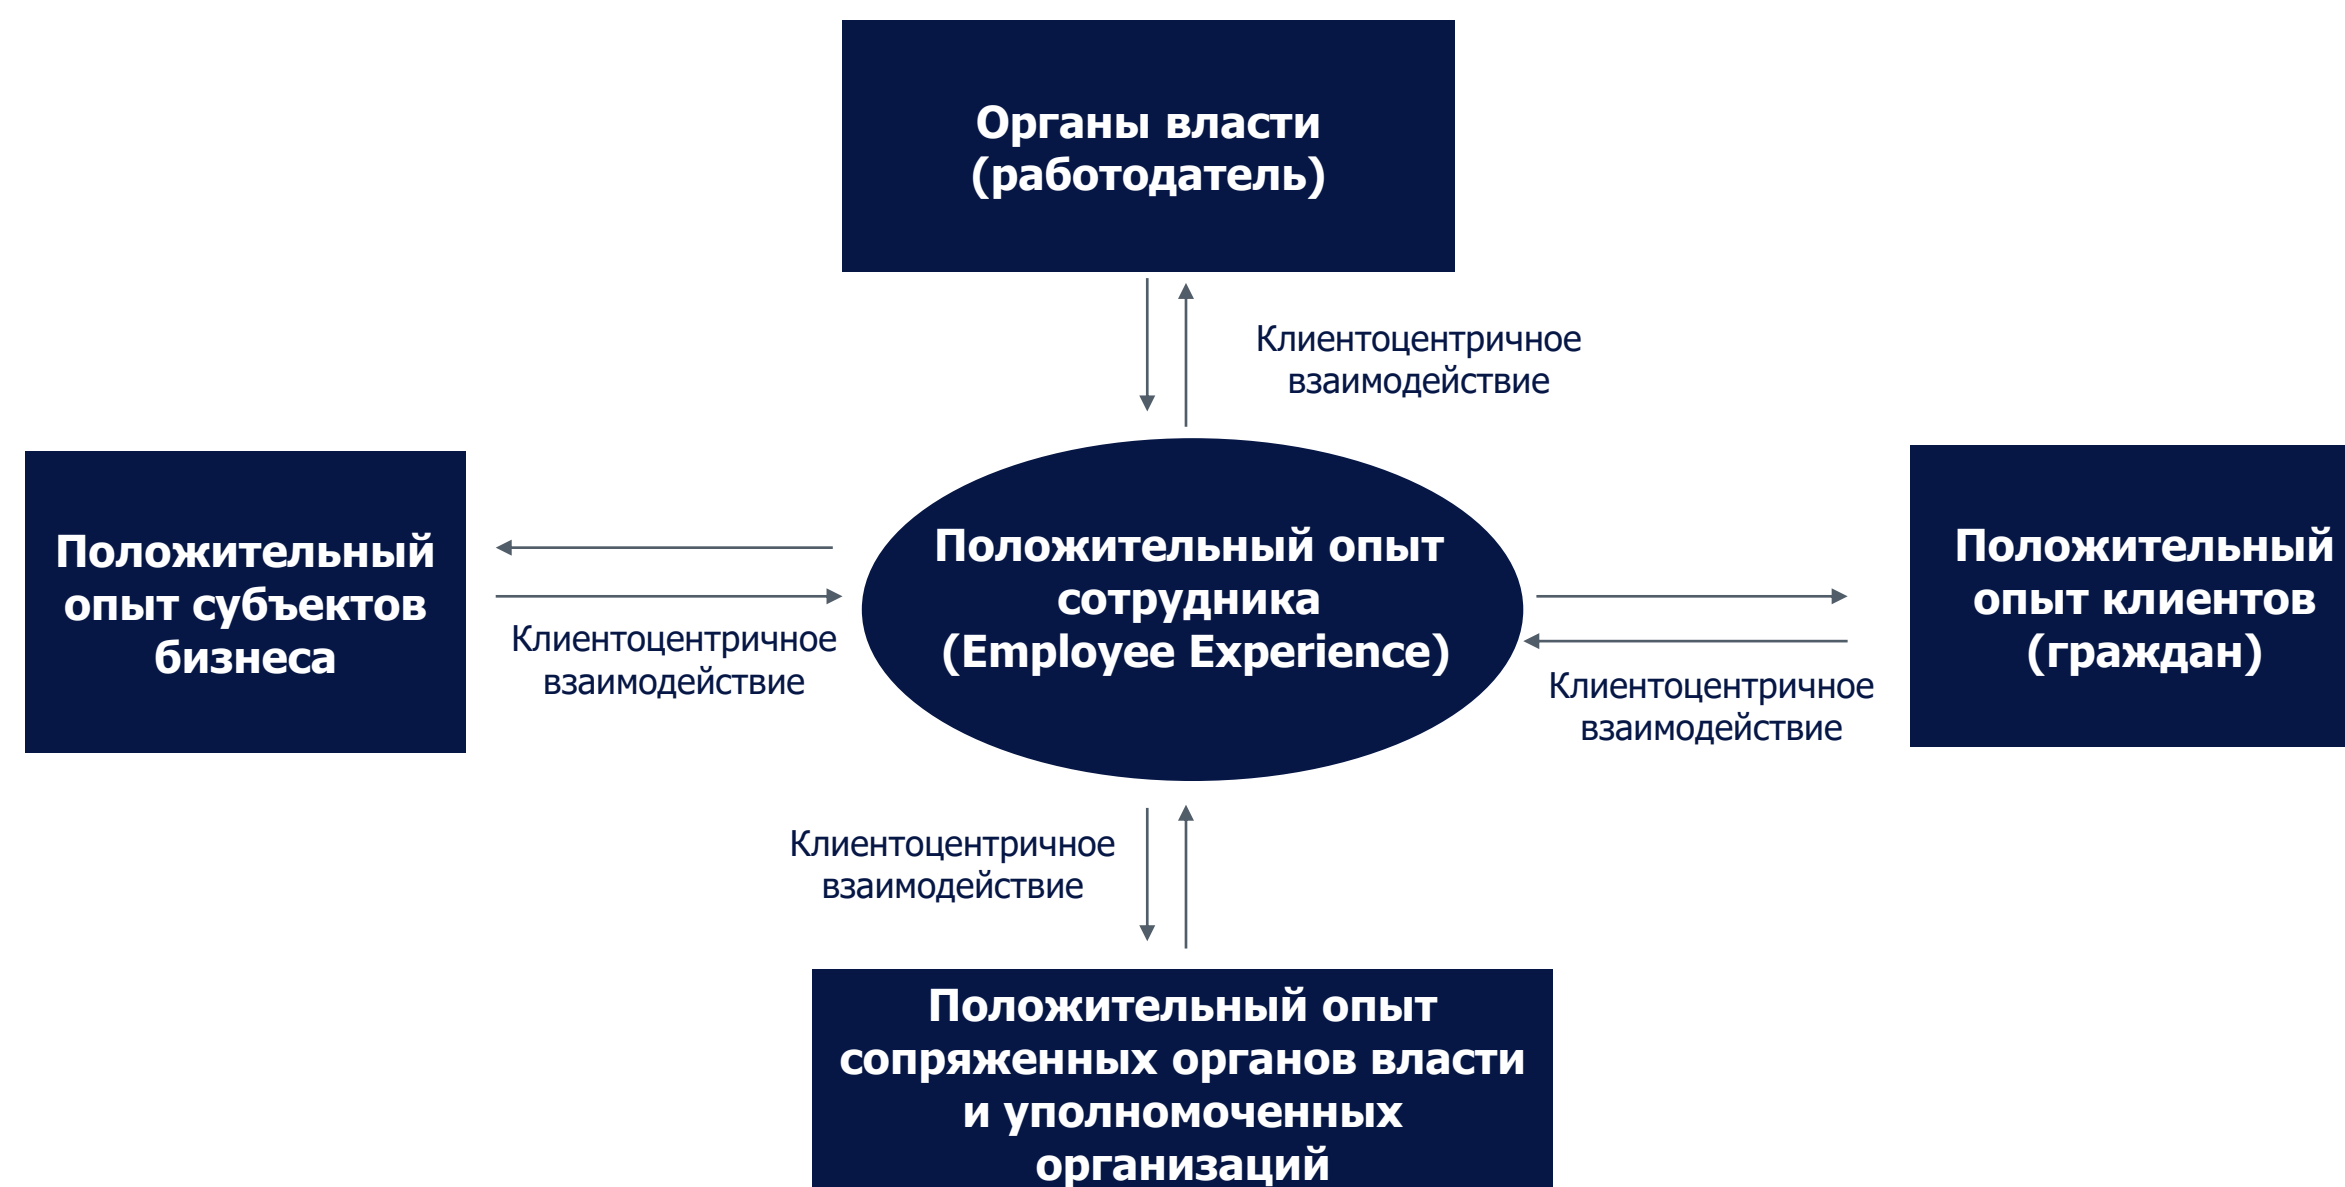 Органы власти
(работодатель)
Клиентоцентричное
взаимодействие
Положительный
опыт субъектов
бизнеса
Клиентоцентричное
взаимодействие
Положительный опыт
сотрудника
(Employee Experience)
Положительный
опыт клиентов
(граждан)
Клиентоцентричное
взаимодействие
Клиентоцентричное
взаимодействие
Положительный опыт
сопряженных органов власти
и уполномоченных
организаций